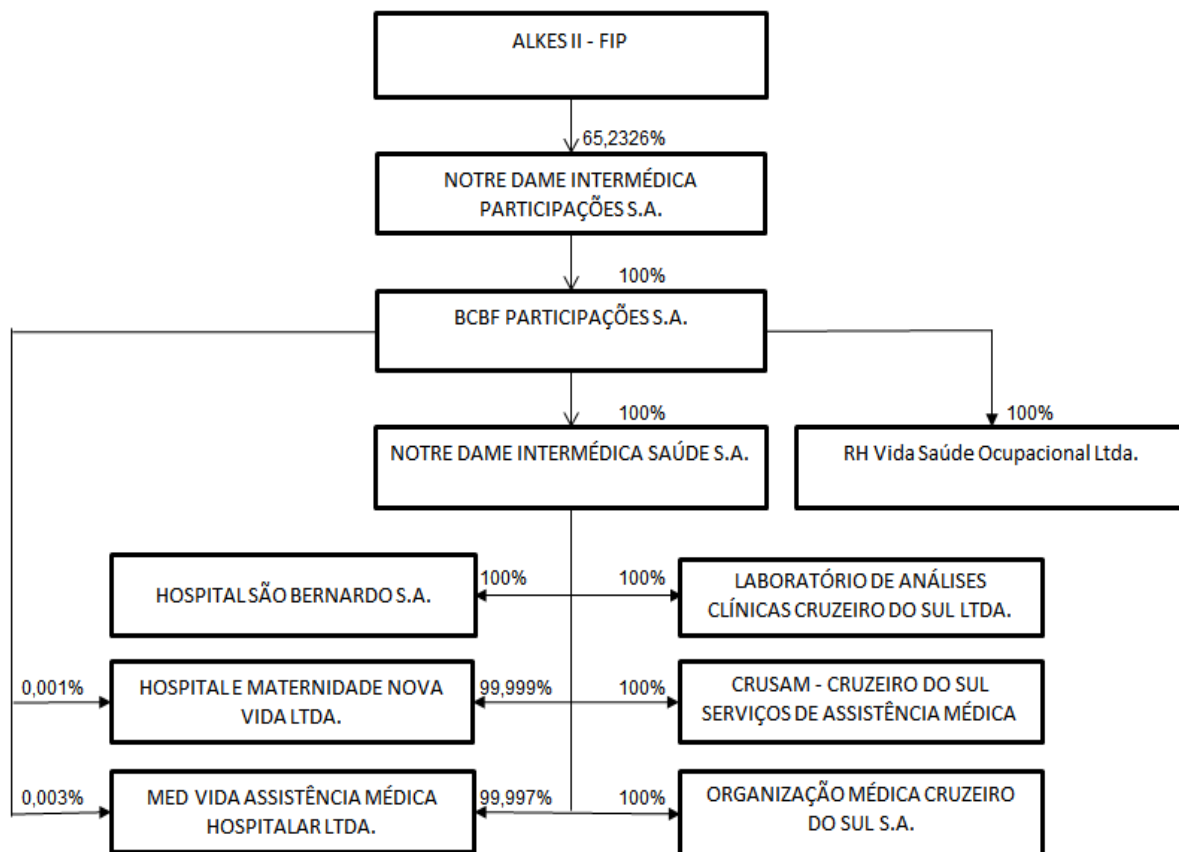 ALKES II - FIP
65,2326%
NOTRE DAME INTERMÉDICA
PARTICIPAÇÕES S.A.
100%
BCBF PARTICIPAÇÕES S.A.
100%
100%
NOTRE DAME INTERMÉDICA SAÚDE S.A.
RH Vida Saúde Ocupacional Ltda.
HOSPITAL SÃO BERNARDO S.A.
100%
100%
LABORATÓRIO DE ANÁLISES
CLÍNICAS CRUZEIRO DO SUL LTDA.
0,001%
HOSPITAL E MATERNIDADE NOVA
VIDA LTDA.
99,999%
100%
CRUSAM - CRUZEIRO DO SUL
SERVIÇOS DE ASSISTÊNCIA MÉDICA
0,003%
MED VIDA ASSISTÊNCIA MÉDICA
HOSPITALAR LTDA.
99,997%
100%
ORGANIZAÇÃO MÉDICA CRUZEIRO
DO SUL S.A.